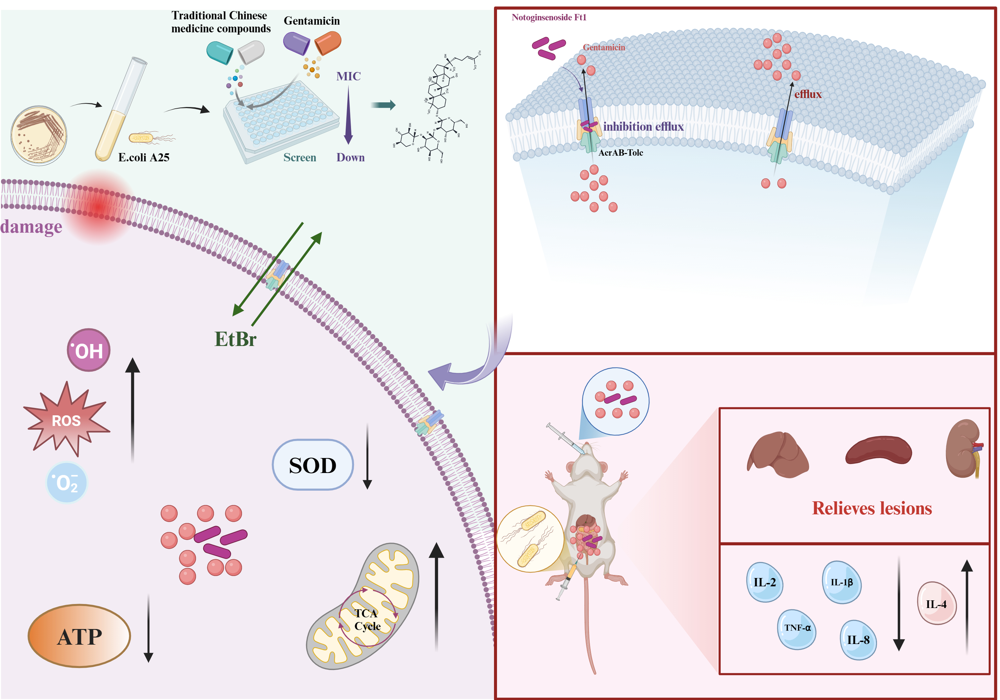 Traditional Chinese
medicine compounds
Gentamicin
MIC
E.coli A25
Screen
Down
damage
EtBr
•OH
ROS
•O2−
SOD
ATP
TCA
Cycle
Notoginsenoside Ft1
Gentamicin
efflux
inhibition efflux
AcrAB-Tolc
Relieves lesions
IL-2
IL-1β
IL-4
TNF-α
IL-8